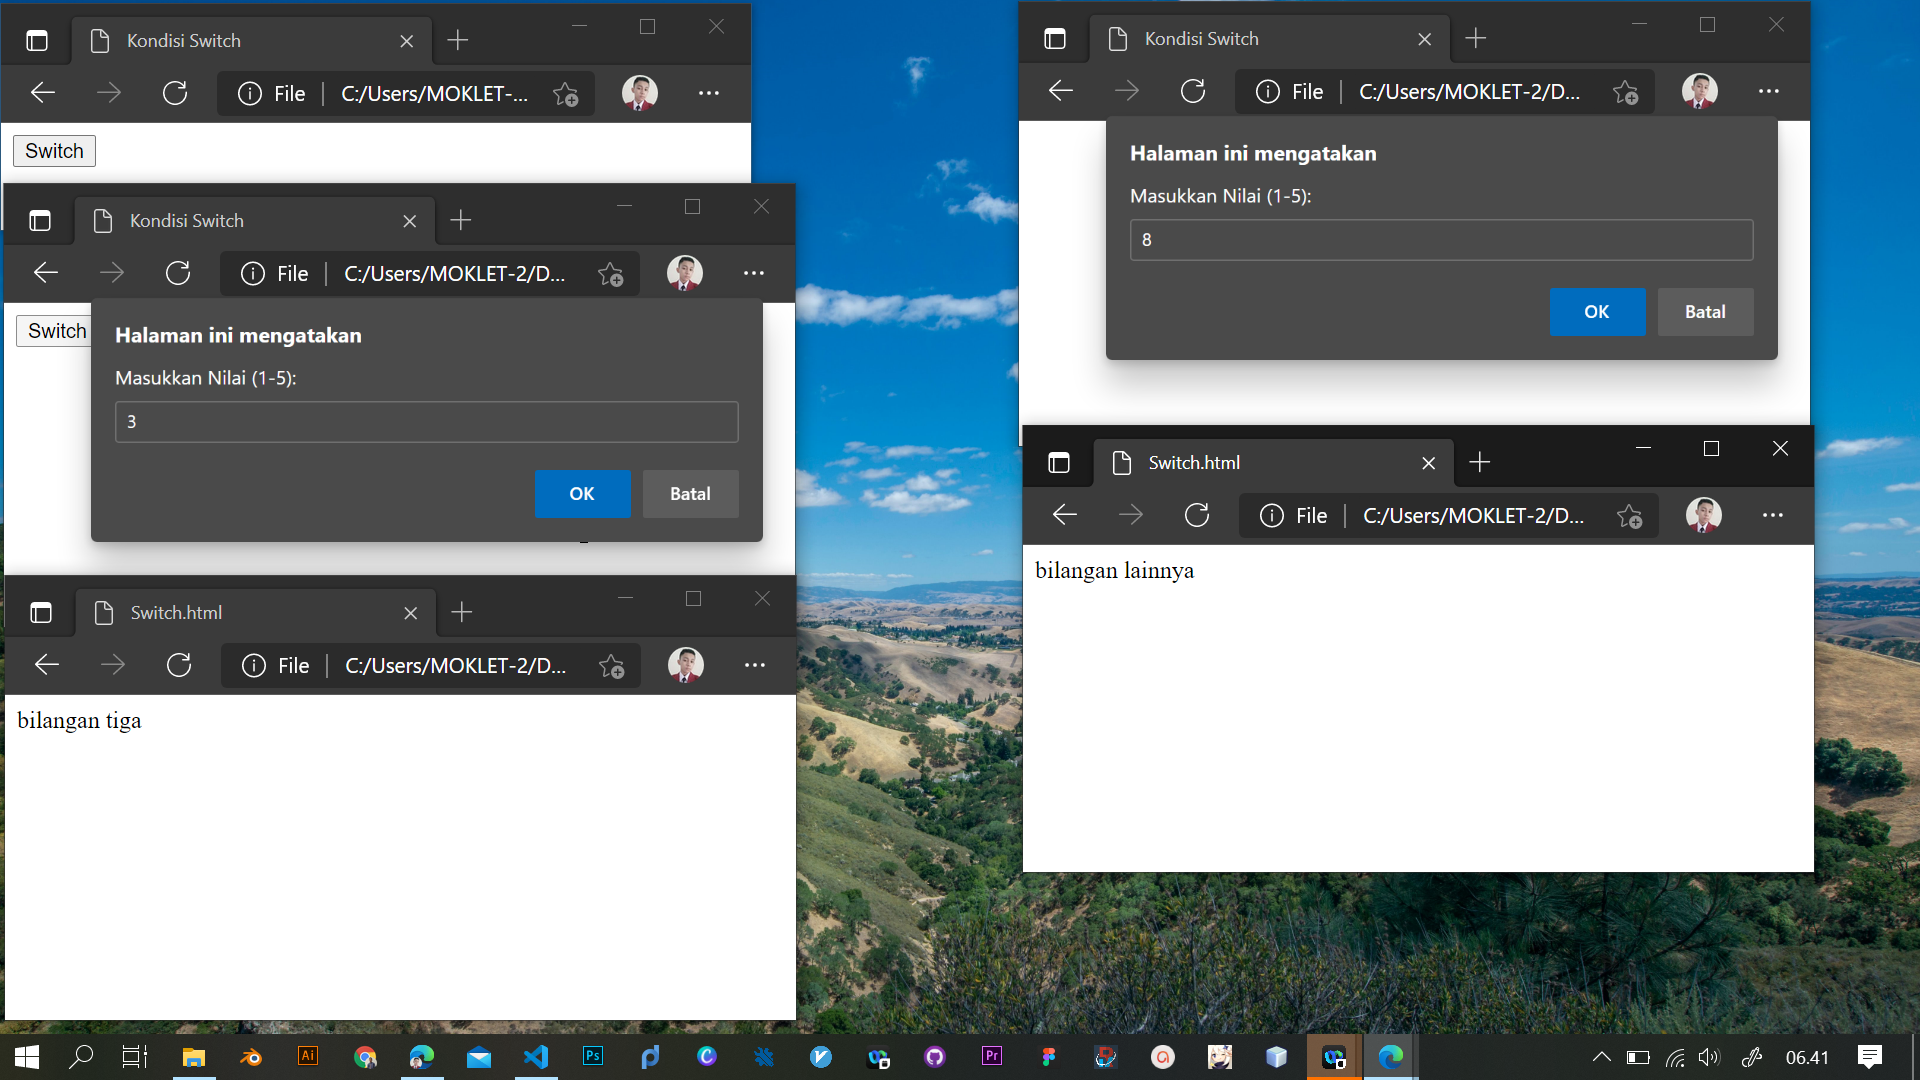 Kondisi Switch
File
C:/Users/MOKLET-...
Switch
Kondisi Switch
File
C:/Users/MOKLET-2/D...
Switch
Halaman ini mengatakan
Masukkan Nilai (1-5):
3
OK
Batal
Switch.html
File
C:/Users/MOKLET-2/D...
bilangan tiga
Kondisi Switch
File
C:/Users/MOKLET-2/D...
Halaman ini mengatakan
Masukkan Nilai (1-5):
8
OK
Batal
Switch.html
File
C:/Users/MOKLET-2/D...
bilangan lainnya
Ai
Ps
Pr
06.41